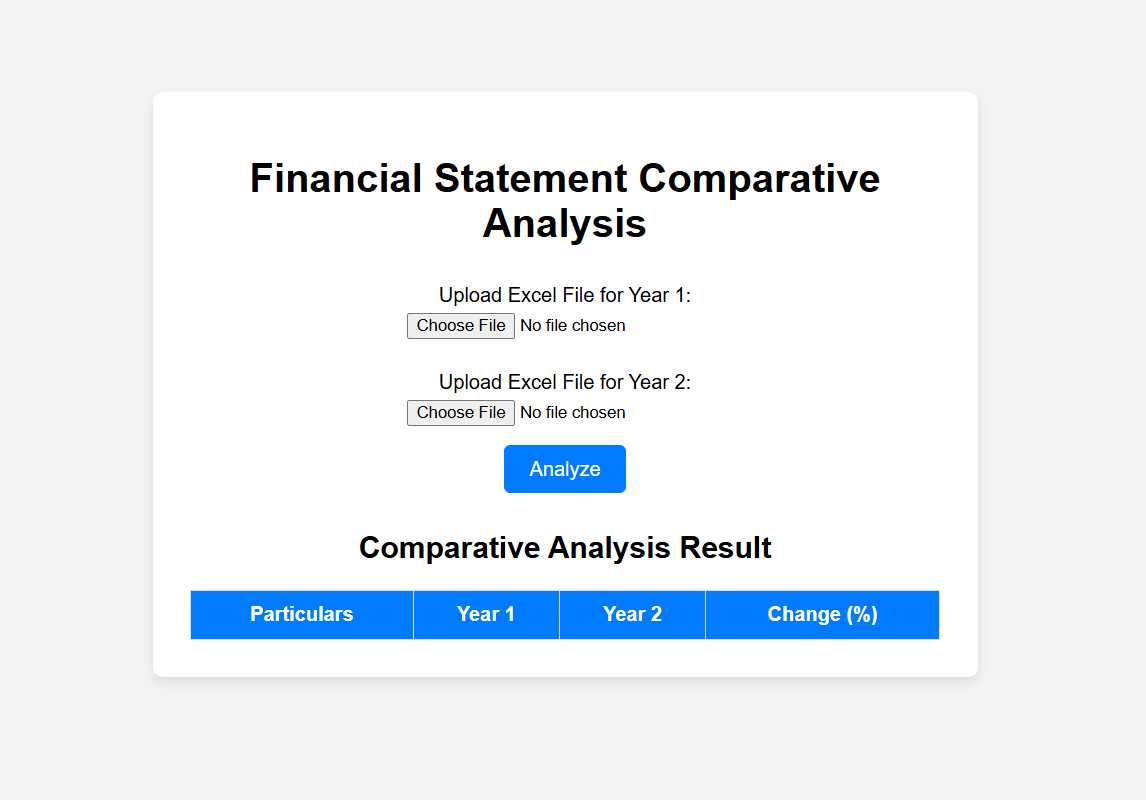 Financial Statement Comparative
Analysis
Upload Excel File for Year 1:
Choose File No file chosen
Upload Excel File for Year 2:
Choose File No file chosen
Analyze
Comparative Analysis Result
Particulars Year 1 Year 2 Change (%)